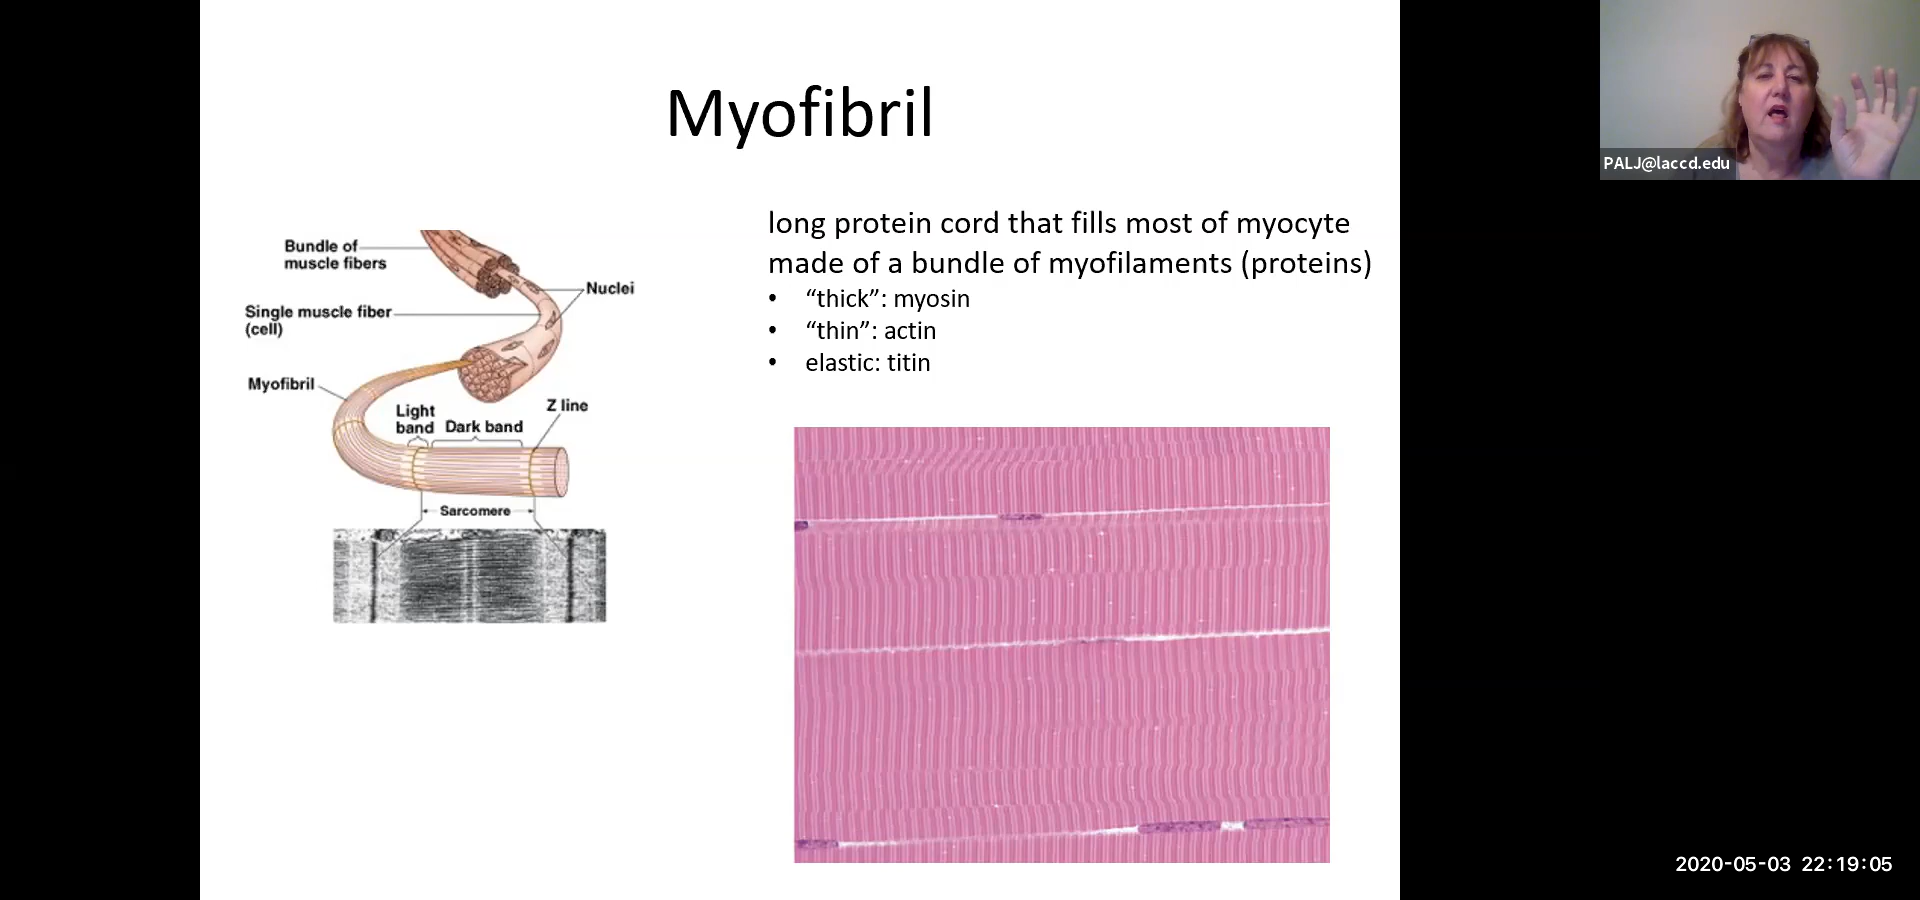 Myofibril
PALJ@laccd.edu
long protein cord that fills most of myocyte
made of a bundle of myofilaments (proteins)
• “thick”: myosin
• “thin”: actin
• elastic: titin
Bundle of
muscle fibers
Nuclei
Single muscle fiber
(cell)
Myofibril
Light
band
Dark band
Z line
Sarcomere
2020-05-03 22:19:05